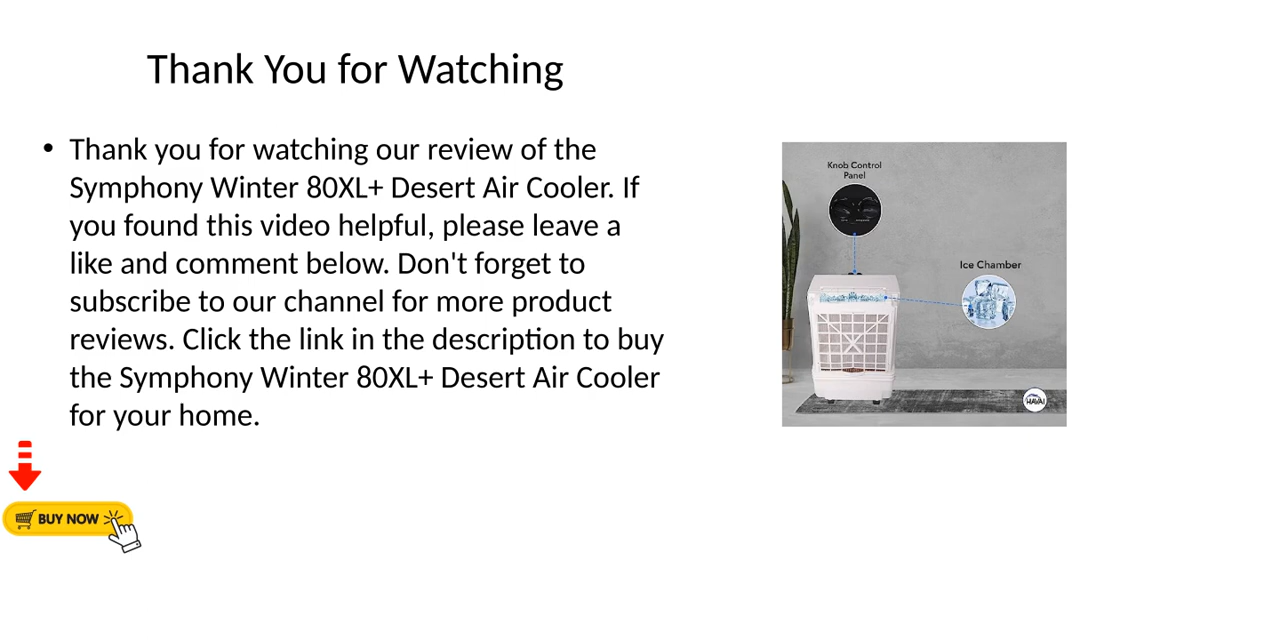 Thank You for Watching
• Thank you for watching our review of the
Symphony Winter 80XL+ Desert Air Cooler. If
you found this video helpful, please leave a
like and comment below. Don't forget to
subscribe to our channel for more product
reviews. Click the link in the description to buy
the Symphony Winter 80XL+ Desert Air Cooler
for your home.
BUY NOW
Knob Control
Panel
Ice Chamber
HAVAI